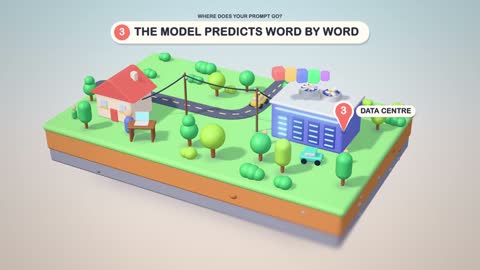 WHERE DOES YOUR PROMPT GO?
3 THE MODEL PREDICTS WORD BY WORD
3 DATA CENTRE